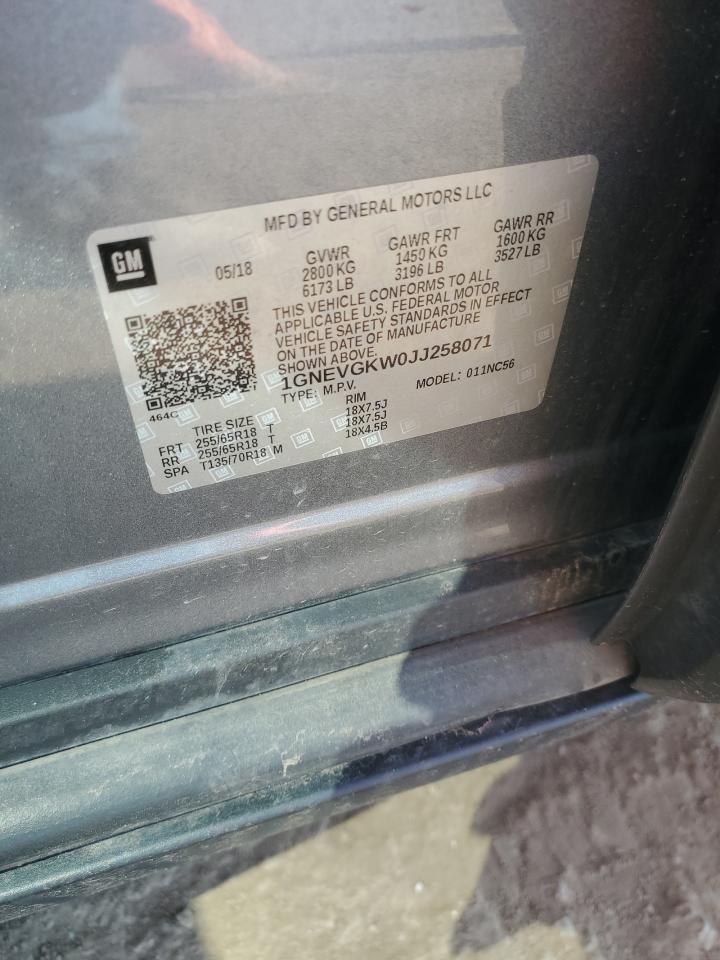 MFD BY GENERAL MOTORS LLC
GM
05/18
GVWR GAWR FRT GAWR RR
2800 KG 1450 KG 1600 KG
6173 LB 3196 LB 3527 LB
THIS VEHICLE CONFORMS TO ALL
APPLICABLE U.S. FEDERAL MOTOR
VEHICLE SAFETY STANDARDS IN EFFECT
ON THE DATE OF MANUFACTURE
SHOWN ABOVE.
1GNEVGKW0JJ258071
TYPE: M.P.V. MODEL: 011NC56
464C
TIRE SIZE RIM
FRT 255/65R18 T 18X7.5J
RR 255/65R18 T 18X7.5J
SPA T135/70R18 M 18X4.5B